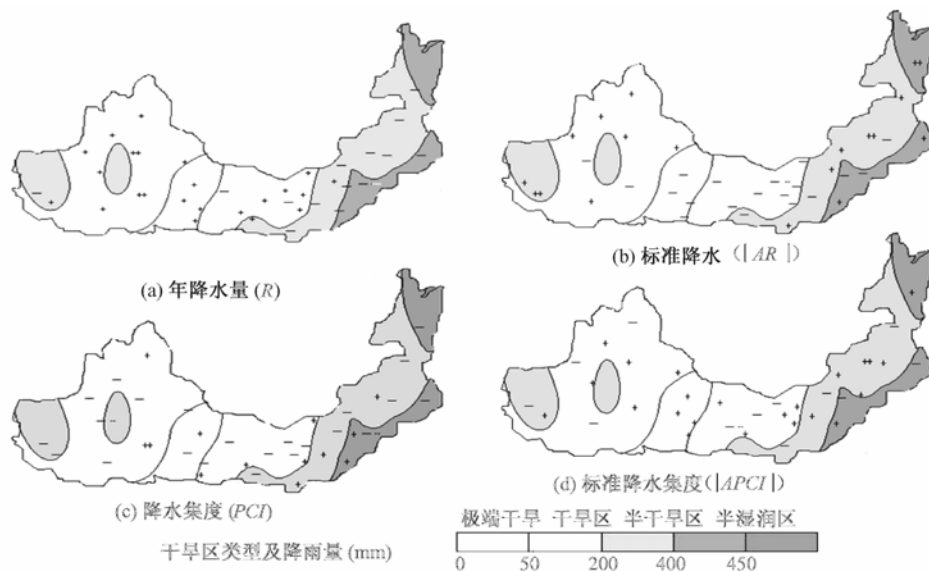 (a) 年降水量 (R)
(b) 标准降水 (|AR|)
(c) 降水集度 (PCI)
(d) 标准降水集度(|APCI|)
干旱区类型及降雨量 (mm)
极端干旱 干旱区 半干旱区 半湿润区
0 50 200 400 450